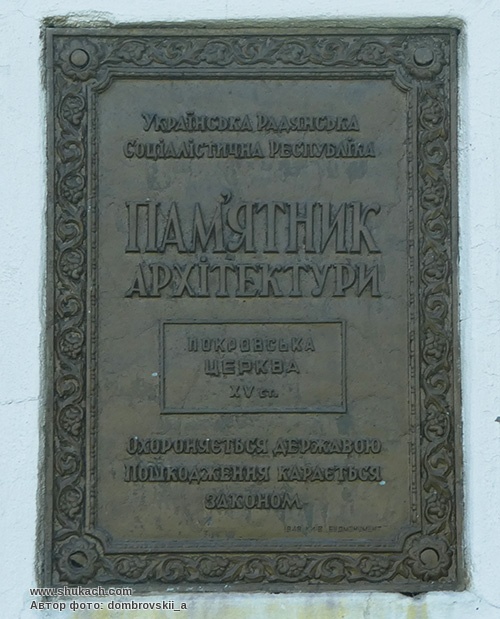 Українська Радянська
Соціалістична Республіка
ПАМ'ЯТНИК
АРХІТЕКТУРИ
ПОКРОВСЬКА
ЦЕРКВА
XV ст.
Охороняється державою
Пошкодження карається
законом
www.shukach.com
Автор фото: dombrovskii_a